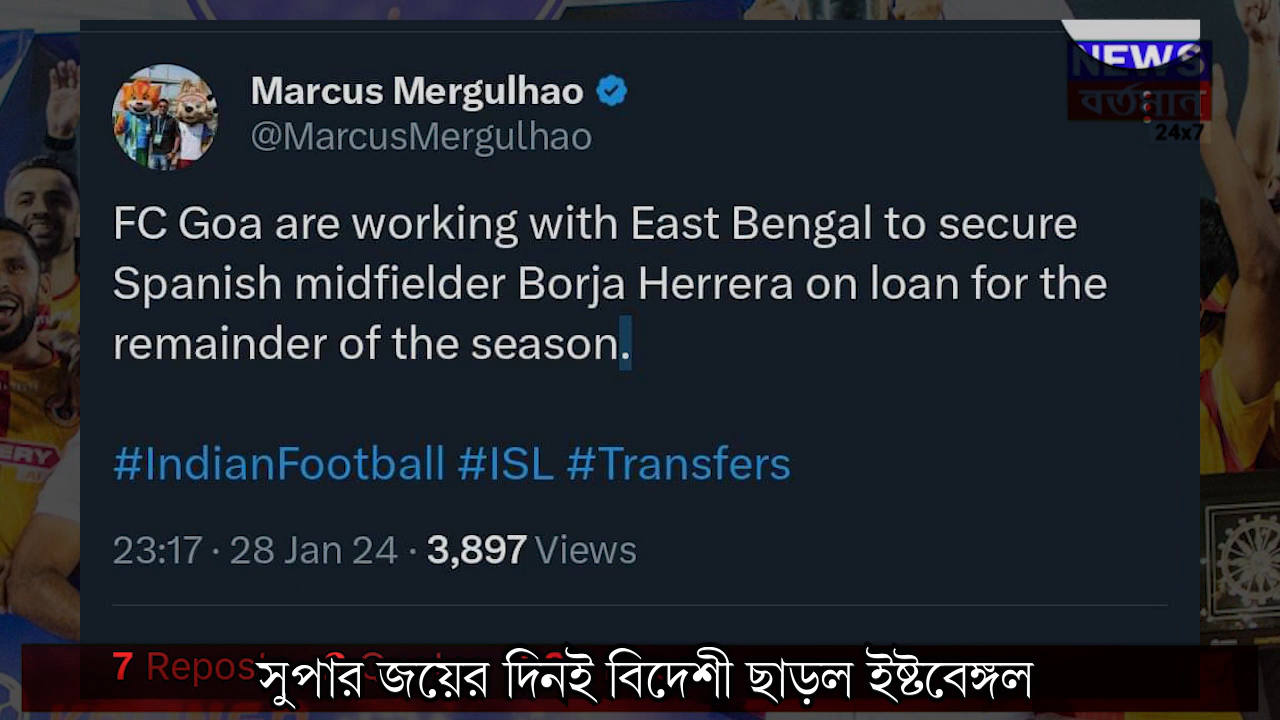 NEWS
বর্তমান
24x7
Marcus Mergulhao
@MarcusMergulhao
FC Goa are working with East Bengal to secure
Spanish midfielder Borja Herrera on loan for the
remainder of the season.
#IndianFootball #ISL #Transfers
23:17 · 28 Jan 24 · 3,897 Views
7 Repos
সুপার জয়ের দিনই বিদেশী ছাড়ল ইষ্টবেঙ্গল